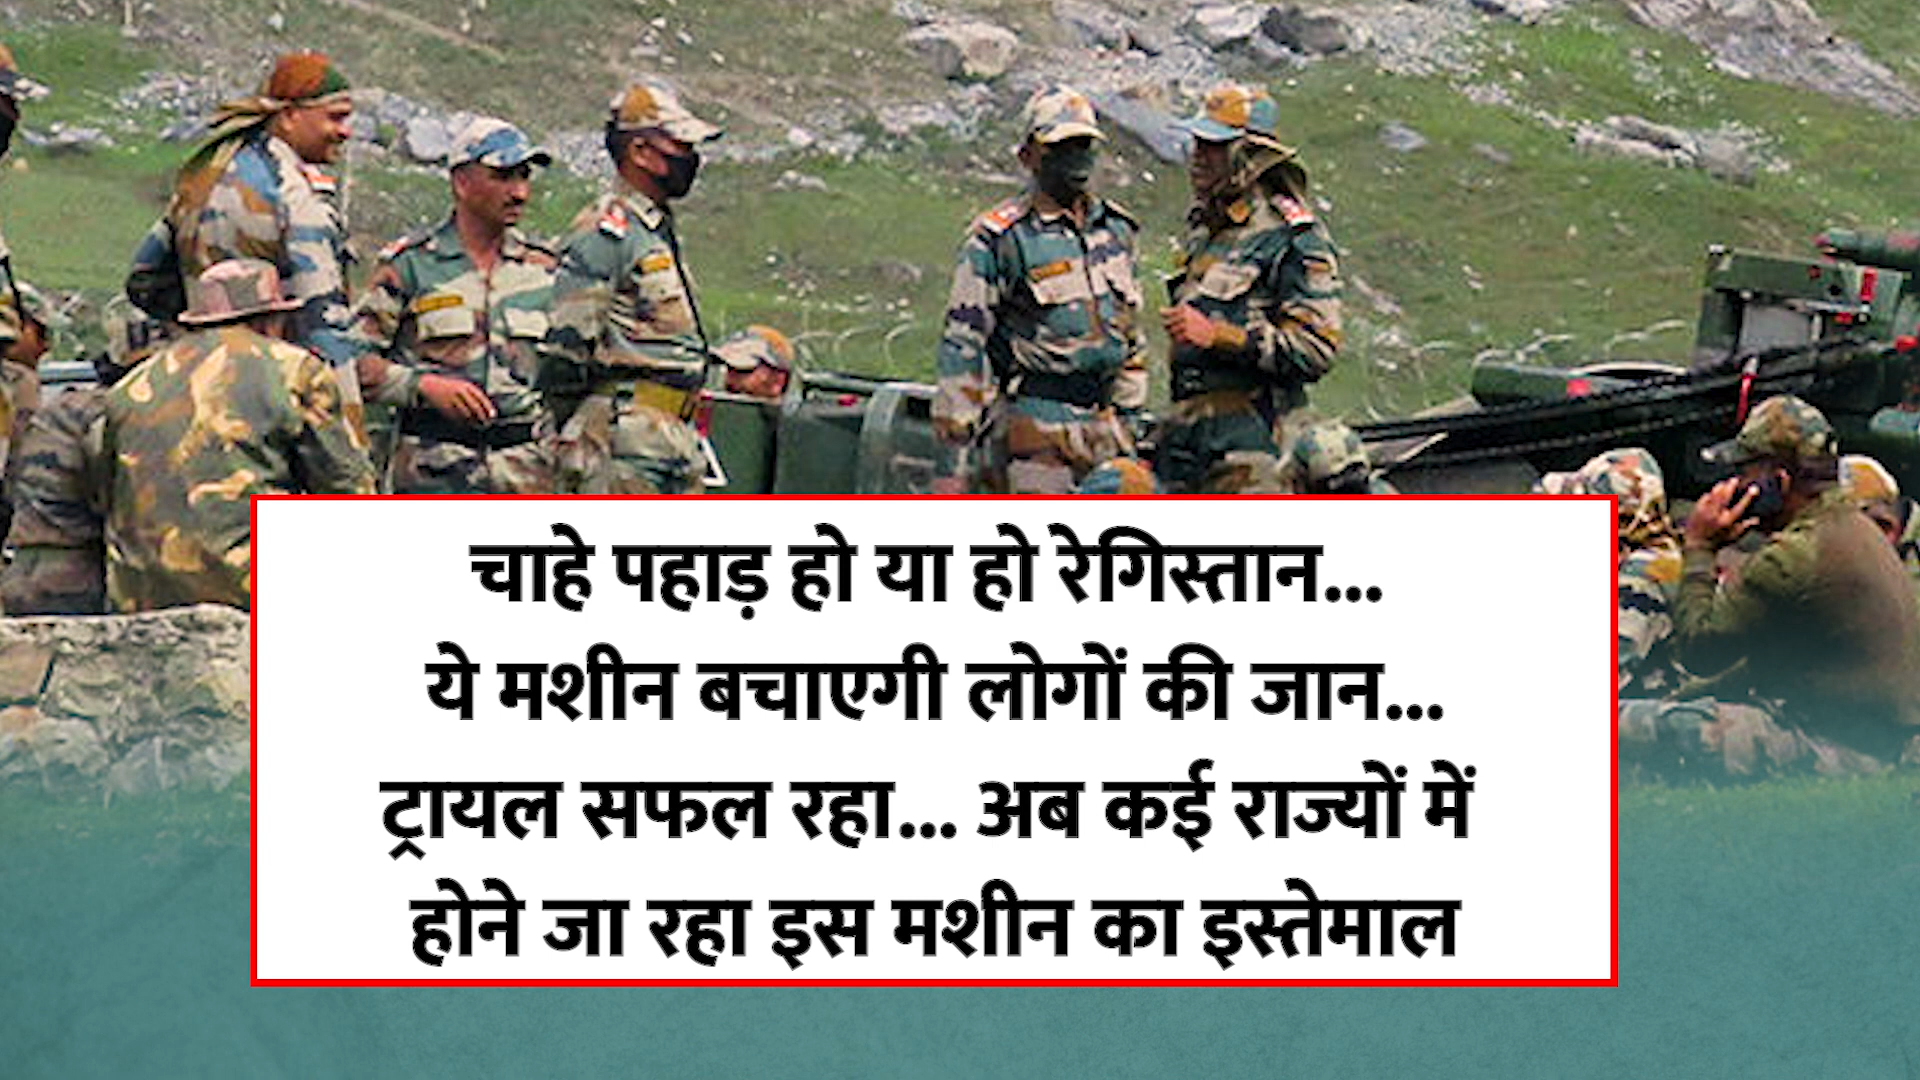 चाहे पहाड़ हो या हो रेगिस्तान...
ये मशीन बचाएगी लोगों की जान...
ट्रायल सफल रहा... अब कई राज्यों में
होने जा रहा इस मशीन का इस्तेमाल